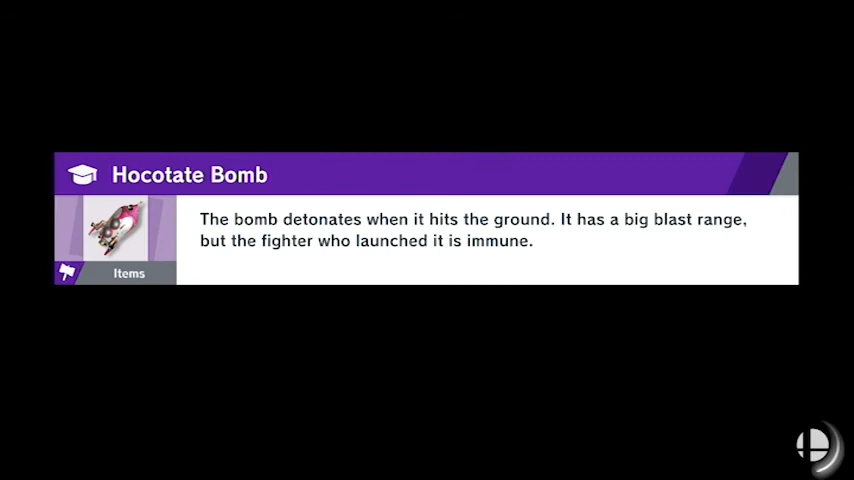 Hocotate Bomb
The bomb detonates when it hits the ground. It has a big blast range,
but the fighter who launched it is immune.
Items